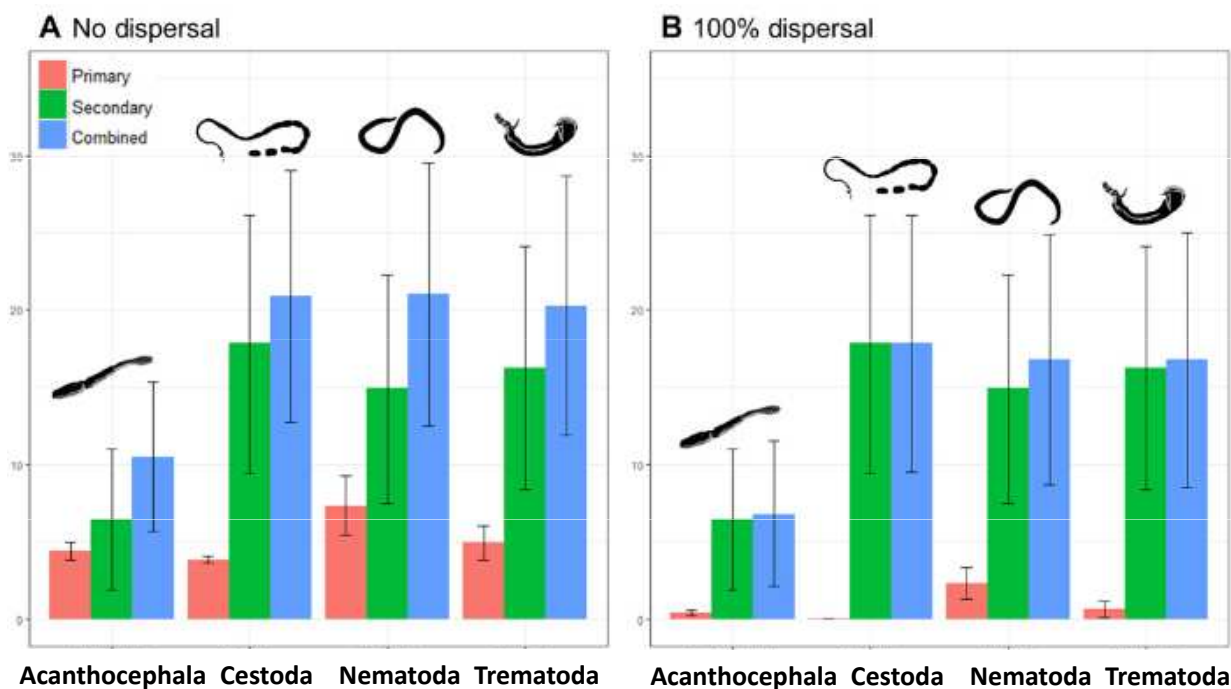 A No dispersal
B 100% dispersal
Primary
Secondary
Combined
30
20
10
0
30
20
10
0
Acanthocephala Cestoda Nematoda Trematoda
Acanthocephala Cestoda Nematoda Trematoda